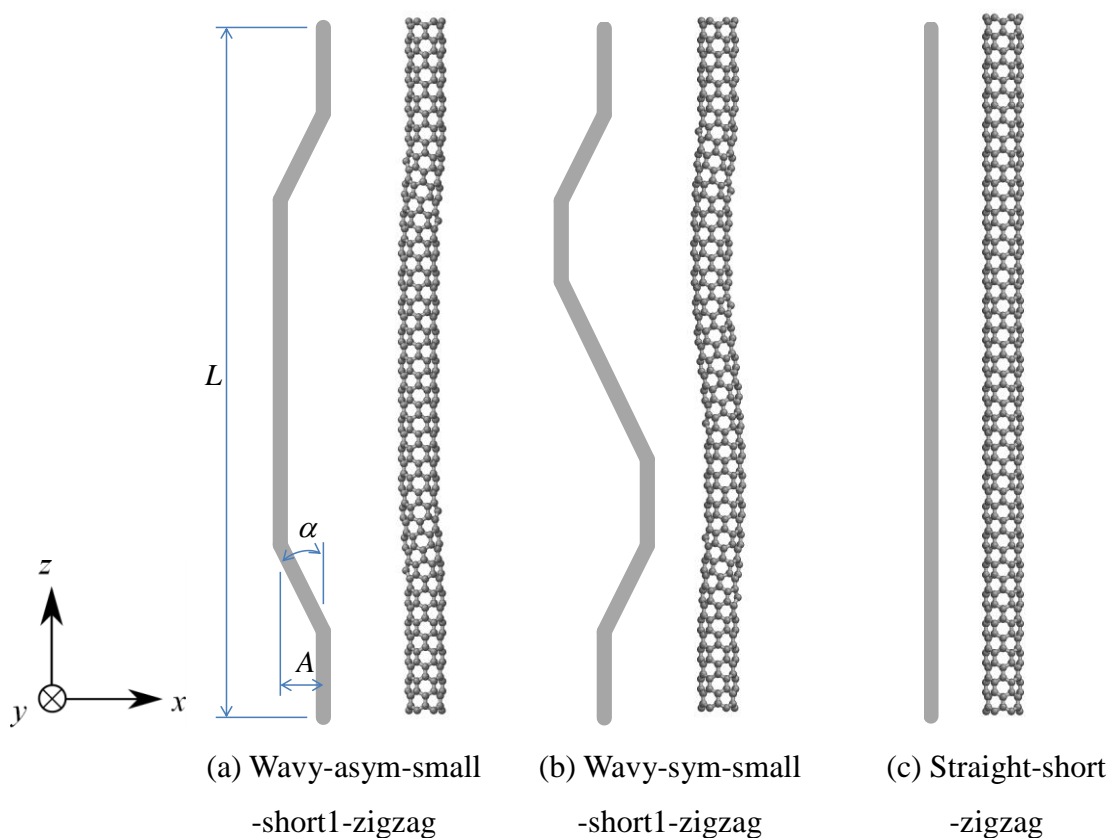 L
α
A
z
y
x
(a) Wavy-asym-small
-short1-zigzag
(b) Wavy-sym-small
-short1-zigzag
(c) Straight-short
-zigzag